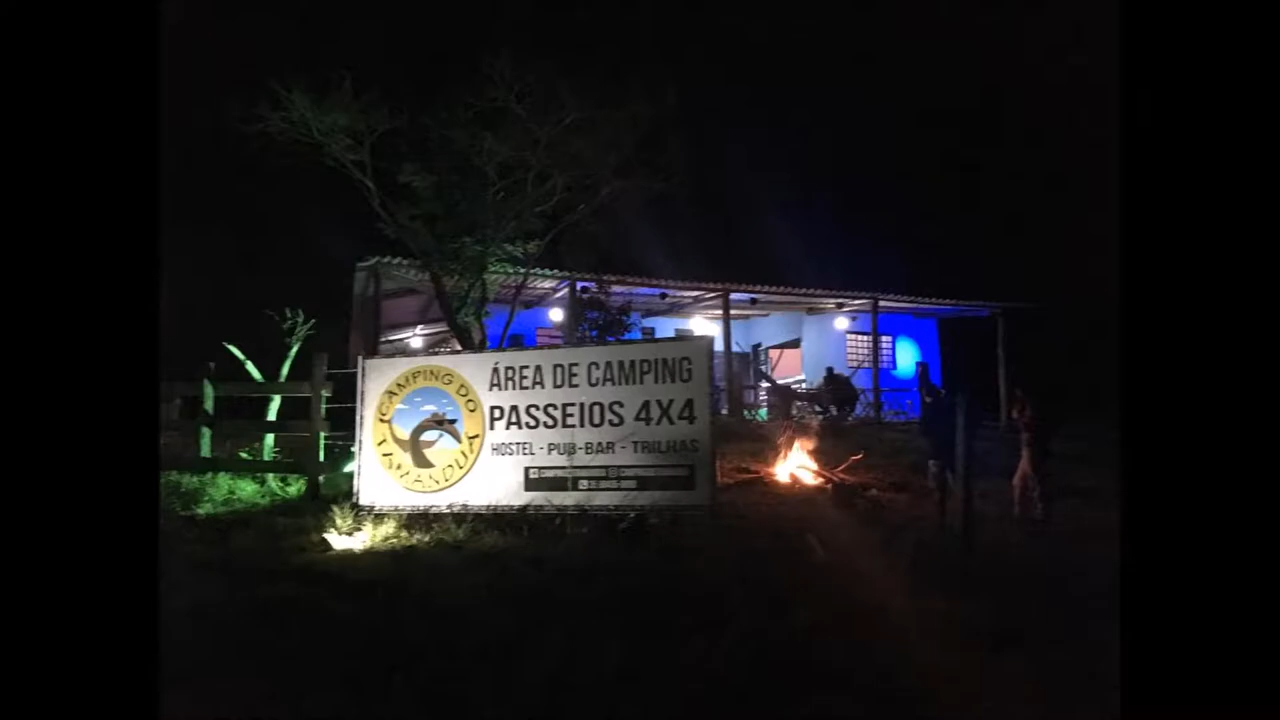 CAMPING DO
TAMANDUÁ
ÁREA DE CAMPING
PASSEIOS 4X4
HOSTEL - PUB-BAR - TRILHAS